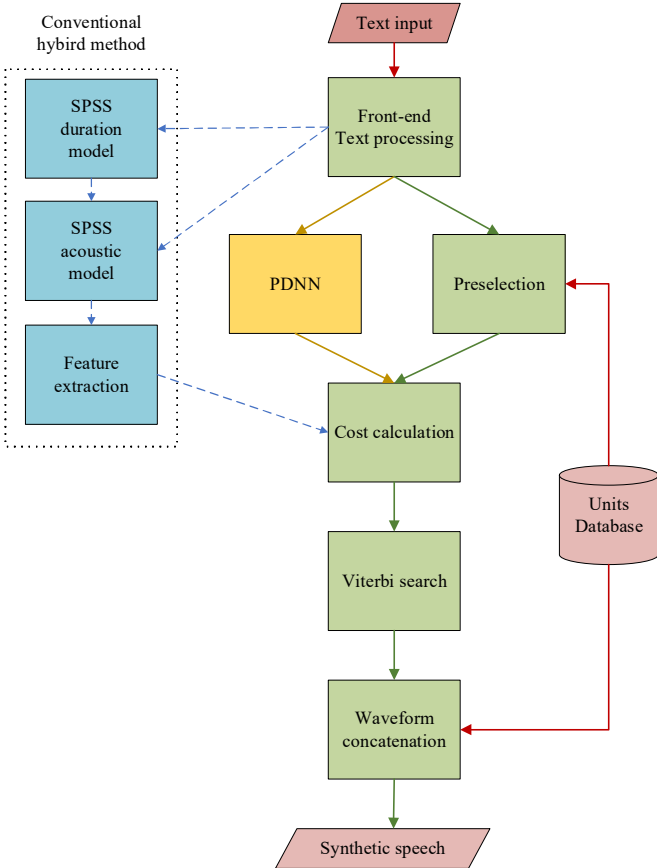 Conventional
hybird method
Text input
SPSS
duration
model
Front-end
Text processing
SPSS
acoustic
model
PDNN
Preselection
Feature
extraction
Cost calculation
Units
Database
Viterbi search
Waveform
concatenation
Synthetic speech